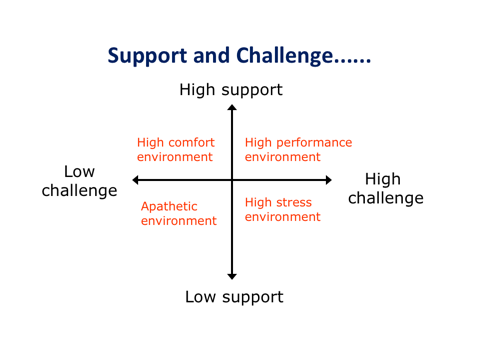 Support and Challenge......
High support
High comfort
environment
High performance
environment
Low
challenge
High
challenge
Apathetic
environment
High stress
environment
Low support